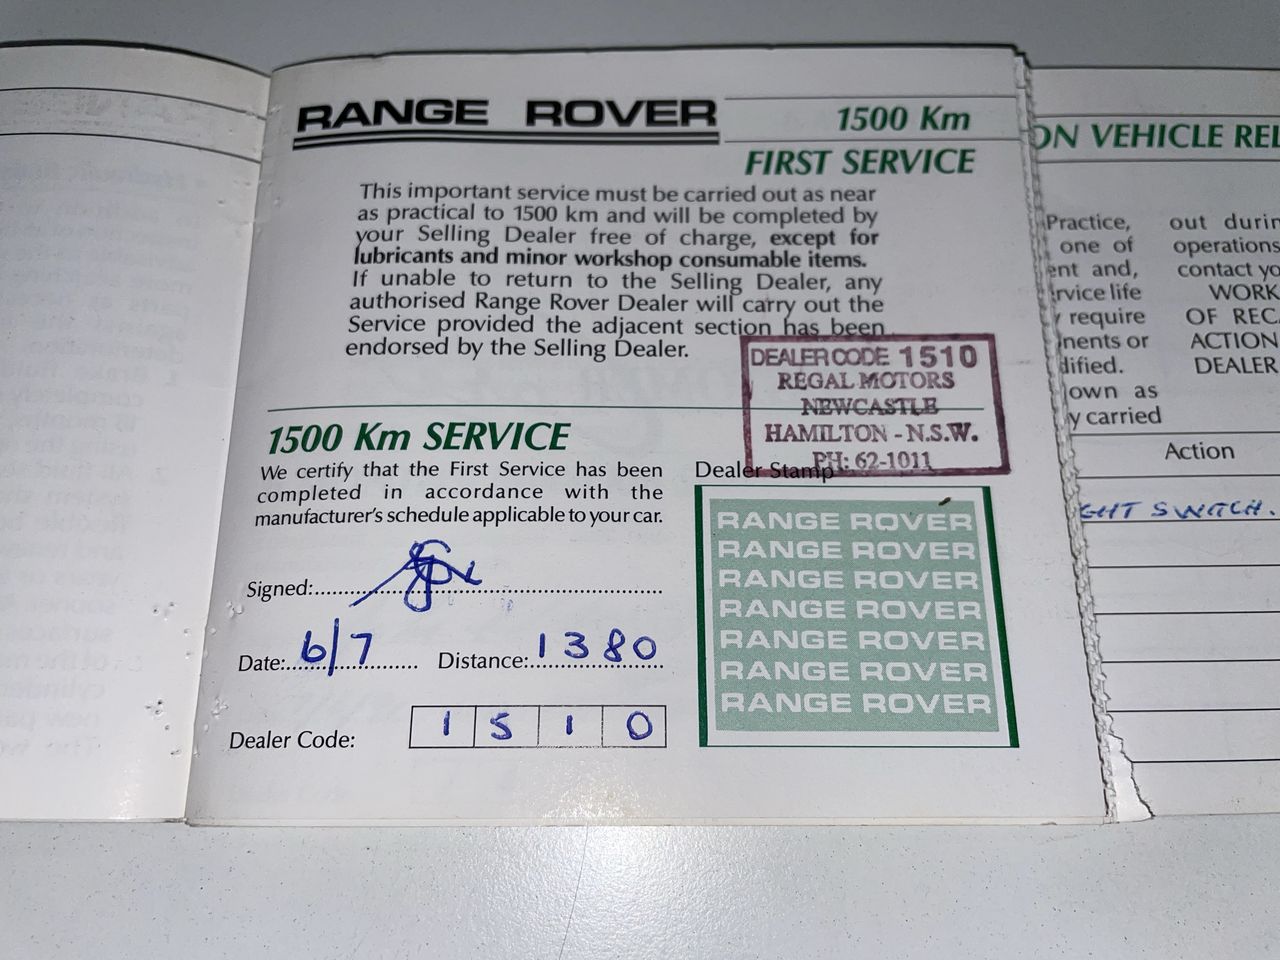 RANGE ROVER
1500 Km
FIRST SERVICE
This important service must be carried out as near
as practical to 1500 km and will be completed by
your Selling Dealer free of charge, except for
lubricants and minor workshop consumable items.
If unable to return to the Selling Dealer, any
authorised Range Rover Dealer will carry out the
Service provided the adjacent section has been
endorsed by the Selling Dealer.
DEALER CODE 1510
REGAL MOTORS
NEWCASTLE
HAMILTON - N.S.W.
PH: 62-1011
1500 Km SERVICE
We certify that the First Service has been
completed in accordance with the
manufacturer's schedule applicable to your car.
Dealer Stamp
RANGE ROVER
RANGE ROVER
RANGE ROVER
RANGE ROVER
RANGE ROVER
RANGE ROVER
RANGE ROVER
Signed:
Date: 6/7 Distance: 1380
Dealer Code: 1510
ON VEHICLE REL
Practice,
one of
ent and,
rvice life
require
nents or
dified.
own as
y carried
out durin
operations
contact yo
WORK
OF REC
ACTION
DEALER
Action
GHT SWITCH.